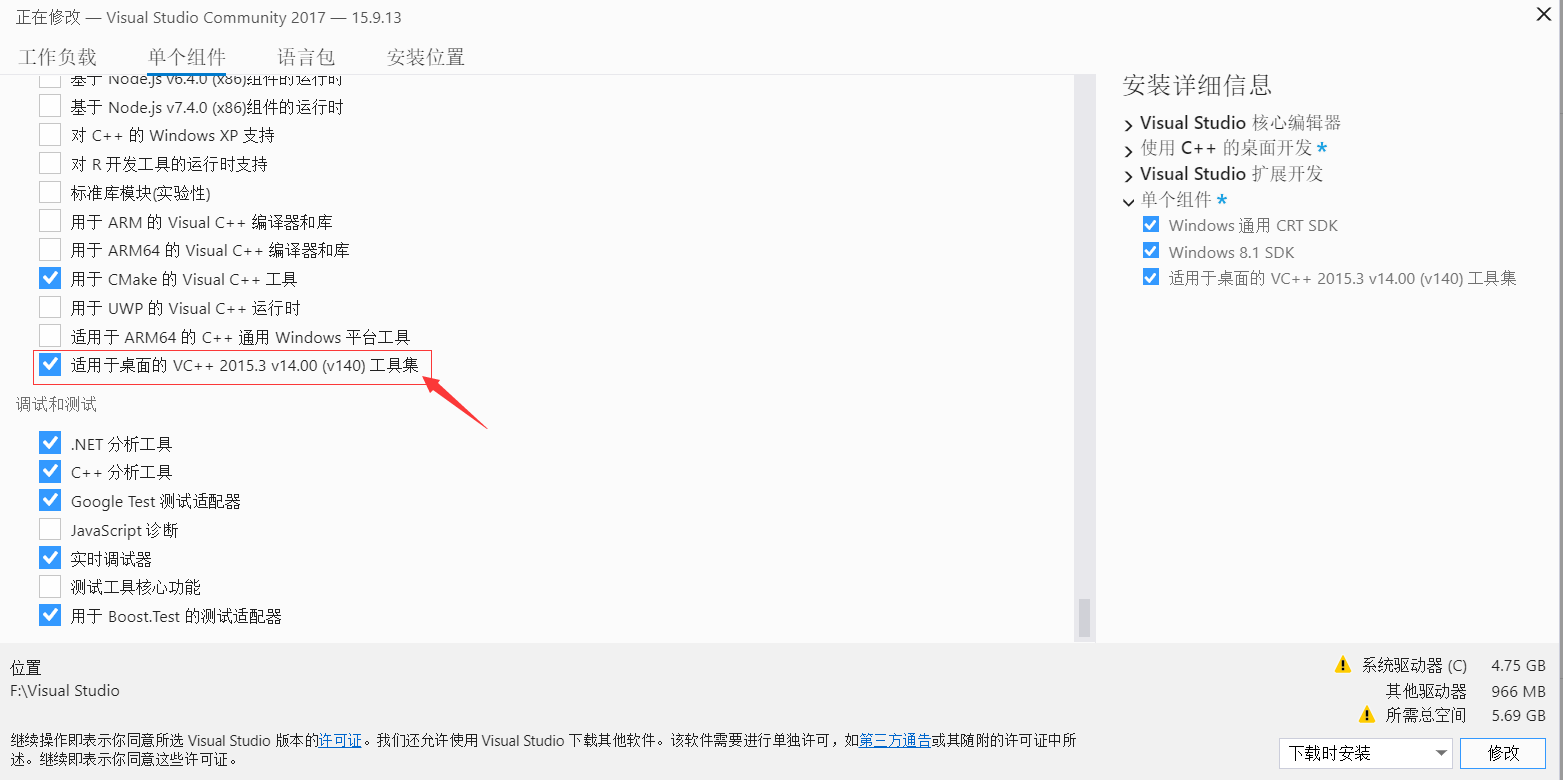 正在修改 — Visual Studio Community 2017 — 15.9.13
工作负载 单个组件 语言包 安装位置
基于 Node.js v6.4.0 (x86)组件的运行时
基于 Node.js v7.4.0 (x86)组件的运行时
对 C++ 的 Windows XP 支持
对 R 开发工具的运行时支持
标准库模块(实验性)
用于 ARM 的 Visual C++ 编译器和库
用于 ARM64 的 Visual C++ 编译器和库
用于 CMake 的 Visual C++ 工具
用于 UWP 的 Visual C++ 运行时
适用于 ARM64 的 C++ 通用 Windows 平台工具
适用于桌面的 VC++ 2015.3 v14.00 (v140) 工具集
调试和测试
.NET 分析工具
C++ 分析工具
Google Test 测试适配器
JavaScript 诊断
实时调试器
测试工具核心功能
用于 Boost.Test 的测试适配器
安装详细信息
Visual Studio 核心编辑器
使用 C++ 的桌面开发 *
Visual Studio 扩展开发
单个组件 *
Windows 通用 CRT SDK
Windows 8.1 SDK
适用于桌面的 VC++ 2015.3 v14.00 (v140) 工具集
位置
F:\Visual Studio
系统驱动器 (C) 4.75 GB
其他驱动器 966 MB
所需总空间 5.69 GB
继续操作即表示你同意所选 Visual Studio 版本的许可证。我们还允许使用 Visual Studio 下载其他软件。该软件需要进行单独许可，如第三方通告或其随附的许可证中所
述。继续即表示你同意这些许可证。
下载时安装 修改